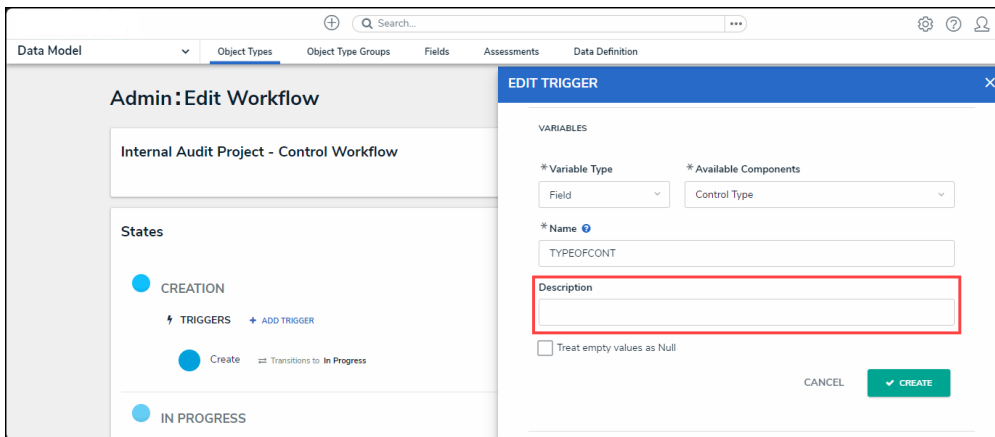 Search...
Data Model
Object Types
Object Type Groups
Fields
Assessments
Data Definition
Admin:Edit Workflow
Internal Audit Project - Control Workflow
States
CREATION
TRIGGERS + ADD TRIGGER
Create Transitions to In Progress
IN PROGRESS
EDIT TRIGGER
VARIABLES
* Variable Type
Field
* Available Components
Control Type
* Name
TYPEOFCONT
Description
Treat empty values as Null
CANCEL
CREATE